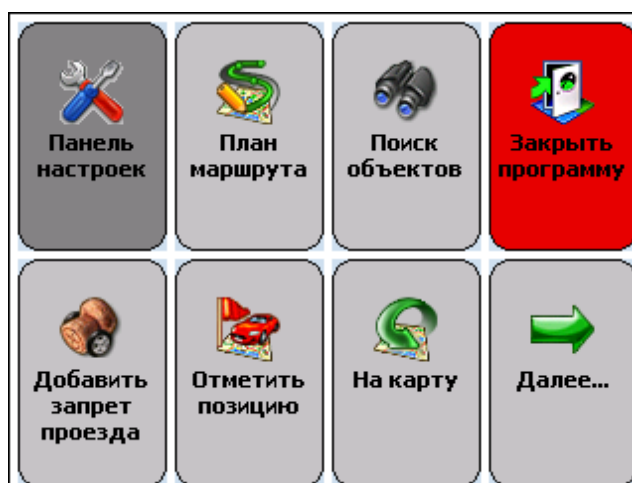 Панель
настроек
План
маршрута
Поиск
объектов
Закрыть
программу
Добавить
запрет
проезда
Отметить
позицию
На карту
Далее...